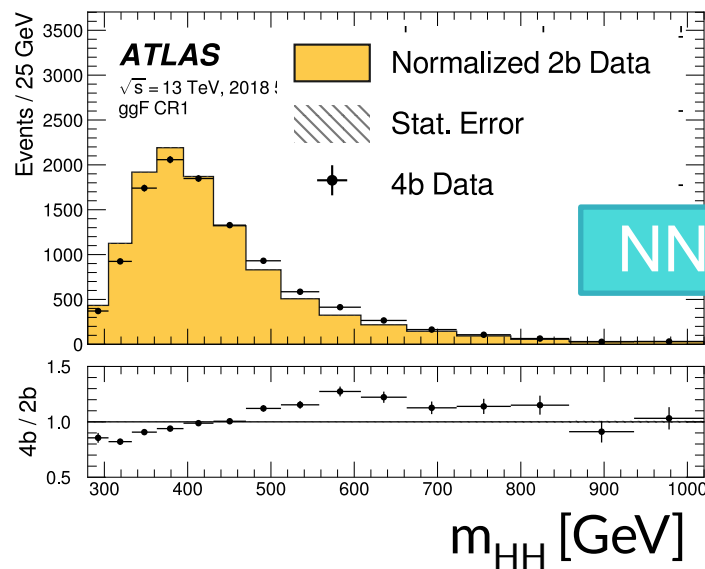 Events / 25 GeV
3500
3000
2500
2000
1500
1000
500
0
ATLAS
√s = 13 TeV, 2018
ggF CR1
Normalized 2b Data
Stat. Error
4b Data
NN
4b / 2b
1.5
1.0
0.5
300 400 500 600 700 800 900 1000
m_HH [GeV]